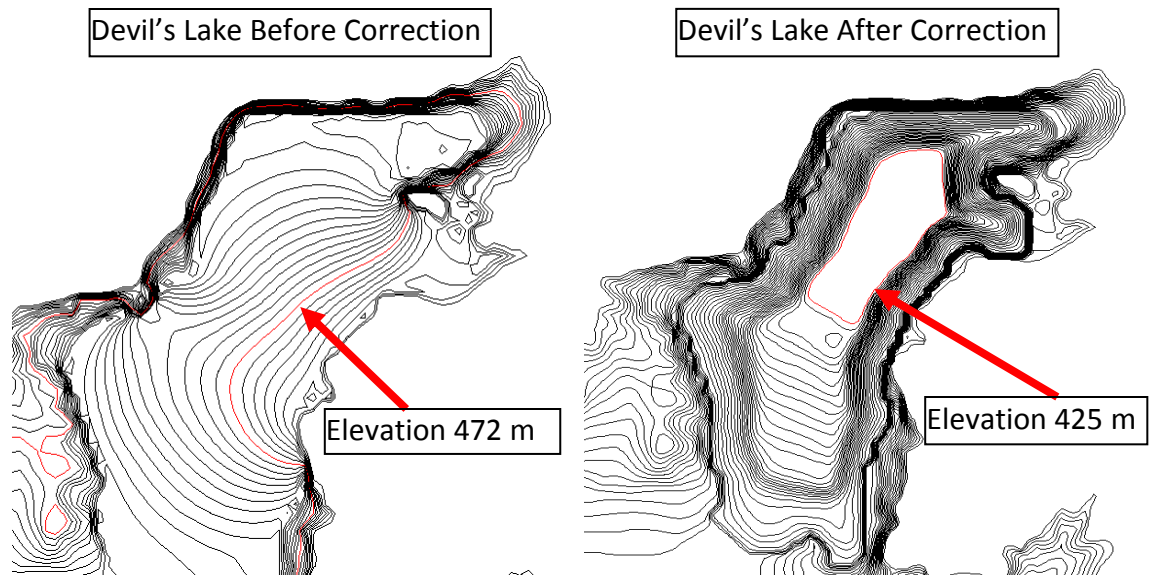 Devil’s Lake Before Correction
Devil’s Lake After Correction
Elevation 472 m
Elevation 425 m